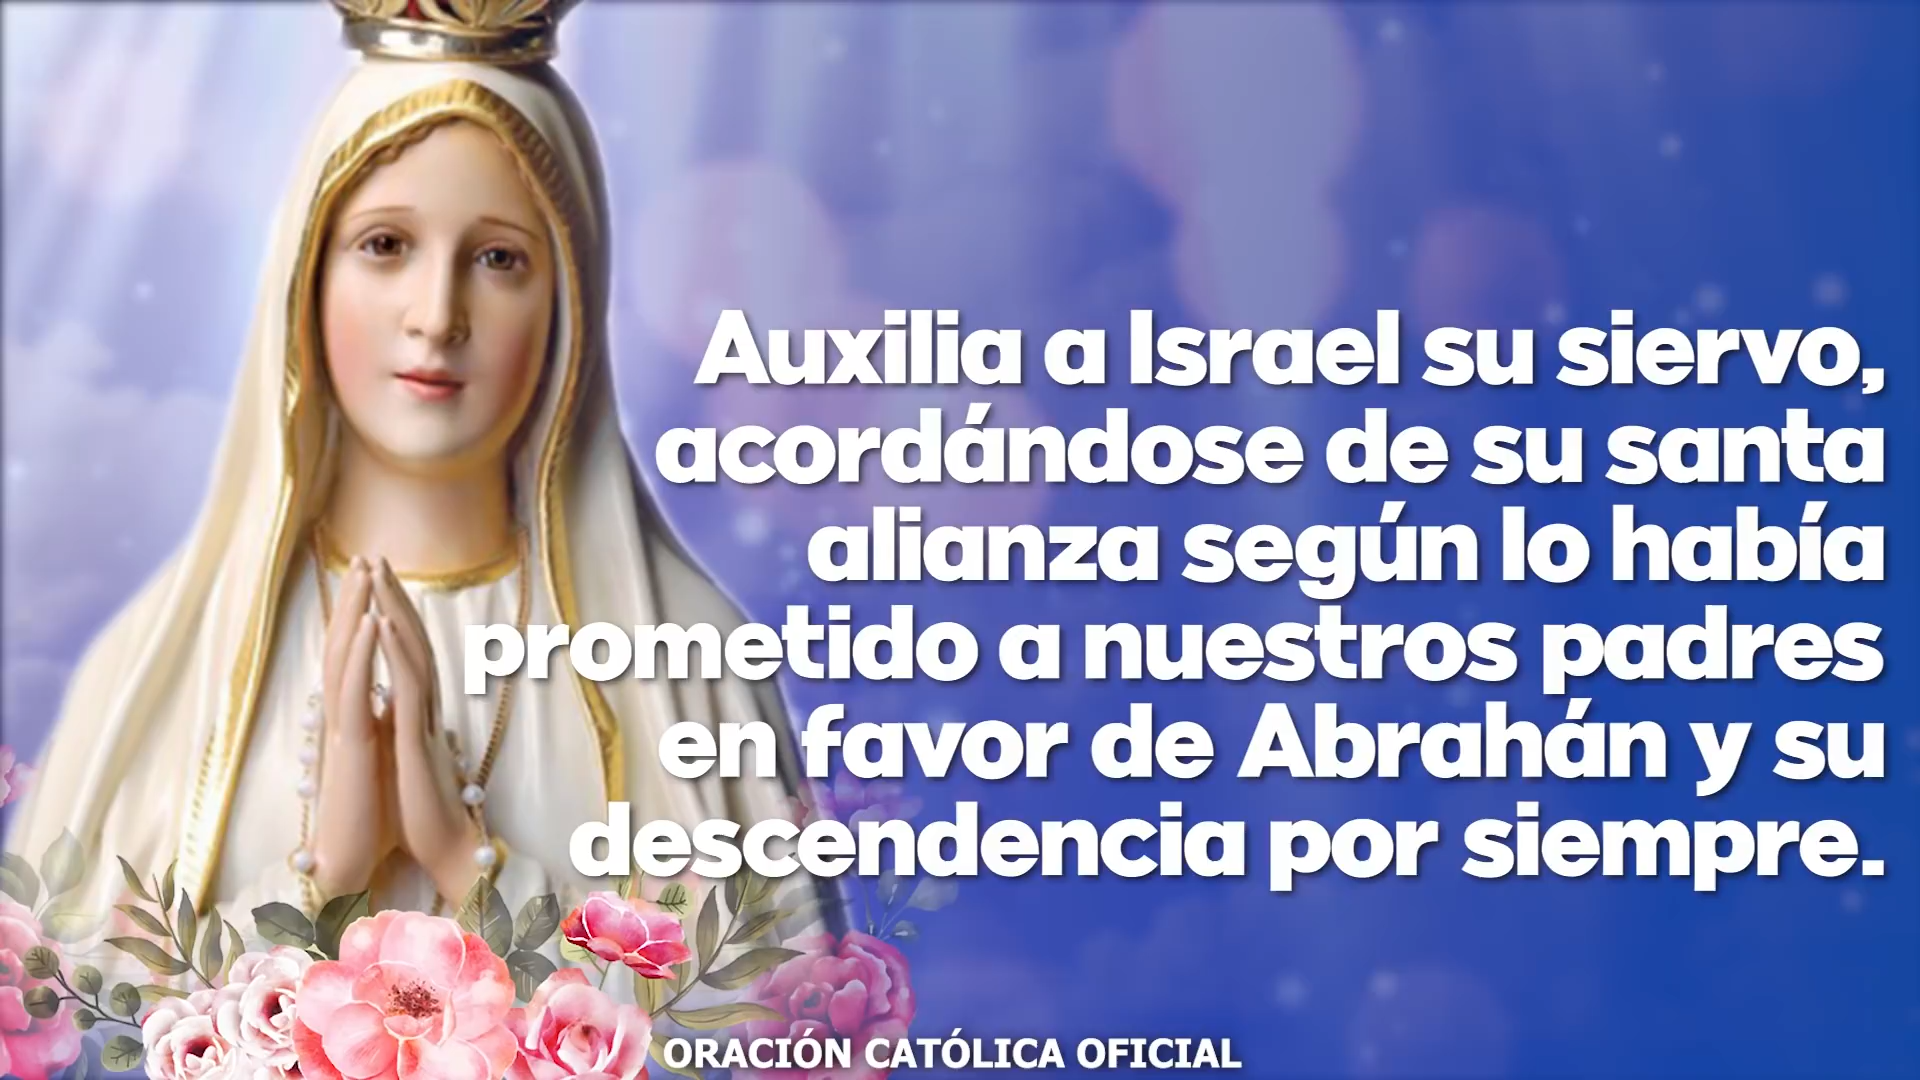 Auxilia a Israel su siervo,
acordándose de su santa
alianza según lo había
prometido a nuestros padres
en favor de Abrahán y su
descendencia por siempre.
ORACIÓN CATÓLICA OFICIAL